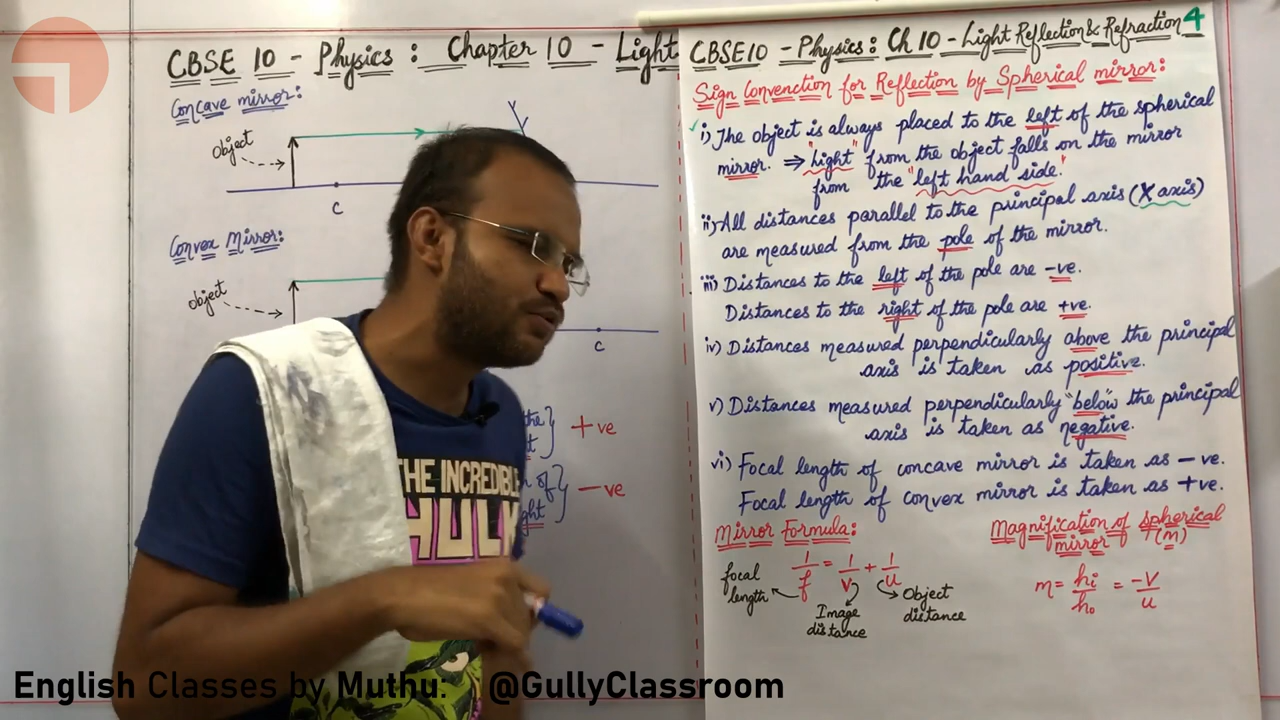 CBSE 10 - Physics : Chapter 10 - Light
Concave mirror:
Object
C
Convex Mirror:
object
C
the
+ve
of
-ve
THE INCREDIBLE
HULK
CBSE10 - Physics : Ch 10 - Light Reflection & Refraction 4
Sign Convenction for Reflection by Spherical mirror:
i) The object is always placed to the left of the spherical
mirror. ⇒ "light" from the object falls on the mirror
from the "left hand side."
ii) All distances parallel to the principal axis (X axis)
are measured from the pole of the mirror.
iii) Distances to the left of the pole are -ve.
Distances to the right of the pole are +ve.
iv) Distances measured perpendicularly above the principal
axis is taken as positive.
v) Distances measured perpendicularly "below" the principal
axis is taken as negative.
vi) Focal length of concave mirror is taken as -ve.
Focal length of convex mirror is taken as +ve.
Mirror Formula:
1/f = 1/v + 1/u
focal
length
Image
distance
Object
distance
Magnification of spherical
mirror (m)
m = hi/ho = -v/u
English Classes by Muthu: @GullyClassroom